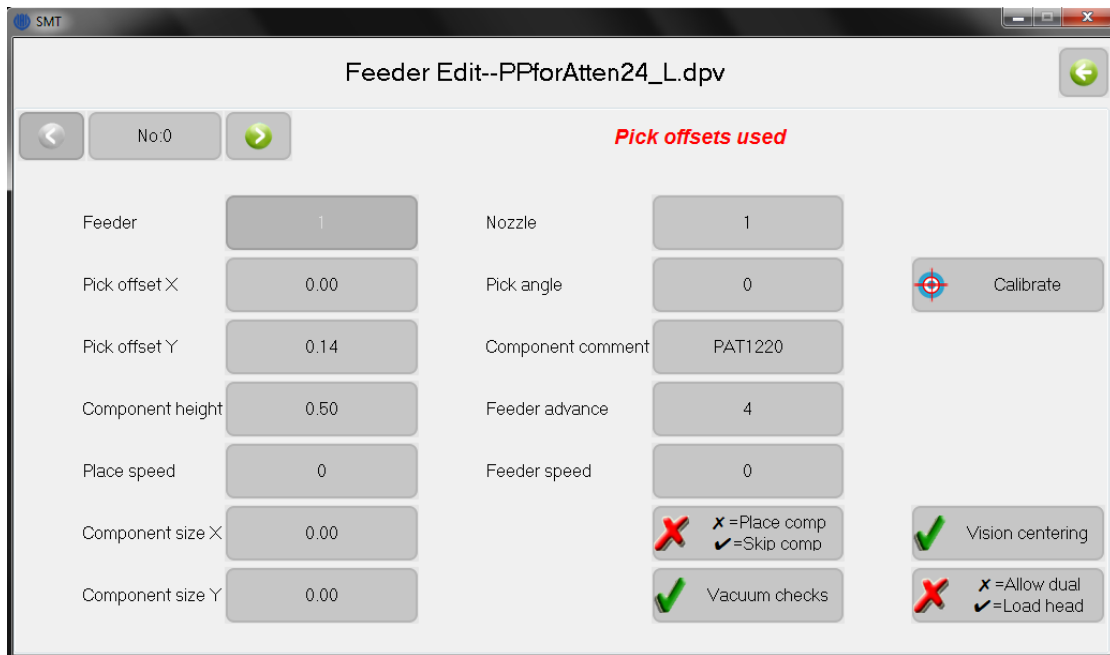 SMT
Feeder Edit--PPforAtten24_L.dpv
No:0
Pick offsets used
Feeder 1 Nozzle 1
Pick offset X 0.00 Pick angle 0 Calibrate
Pick offset Y 0.14 Component comment PAT1220
Component height 0.50 Feeder advance 4
Place speed 0 Feeder speed 0
Component size X 0.00 ✗ =Place comp
✔ =Skip comp
Vision centering
Component size Y 0.00 Vacuum checks ✗ =Allow dual
✔ =Load head